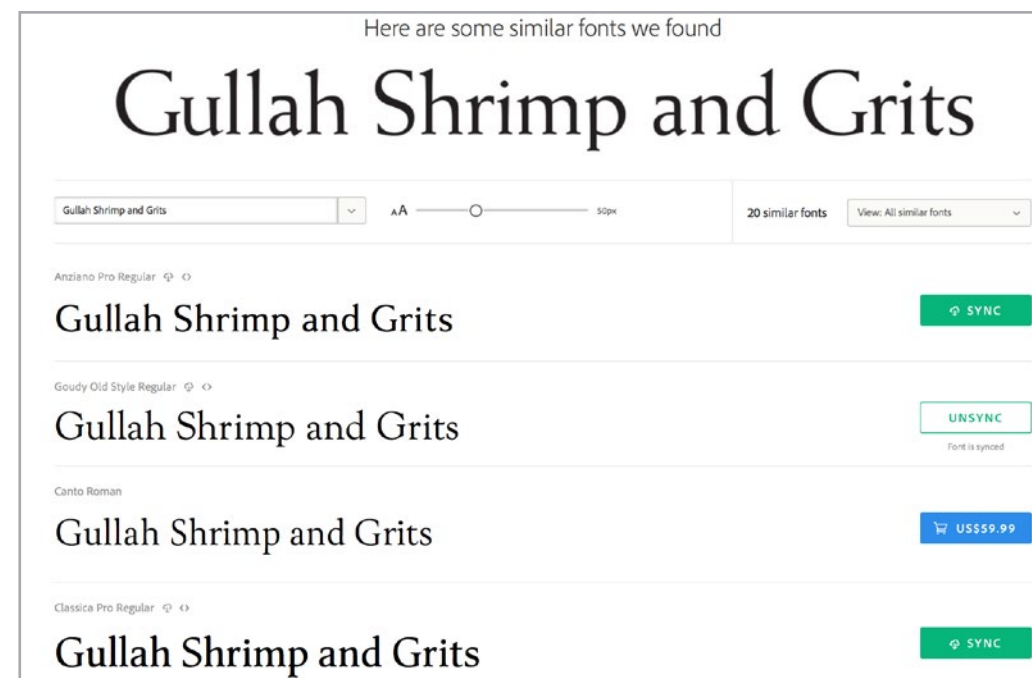 Here are some similar fonts we found
Gullah Shrimp and Grits
Gullah Shrimp and Grits
AA
50px
20 similar fonts
View: All similar fonts
Anziano Pro Regular
Gullah Shrimp and Grits
SYNC
Goudy Old Style Regular
Gullah Shrimp and Grits
UNSYNC
Font is synced
Canto Roman
Gullah Shrimp and Grits
US$59.99
Classica Pro Regular
Gullah Shrimp and Grits
SYNC